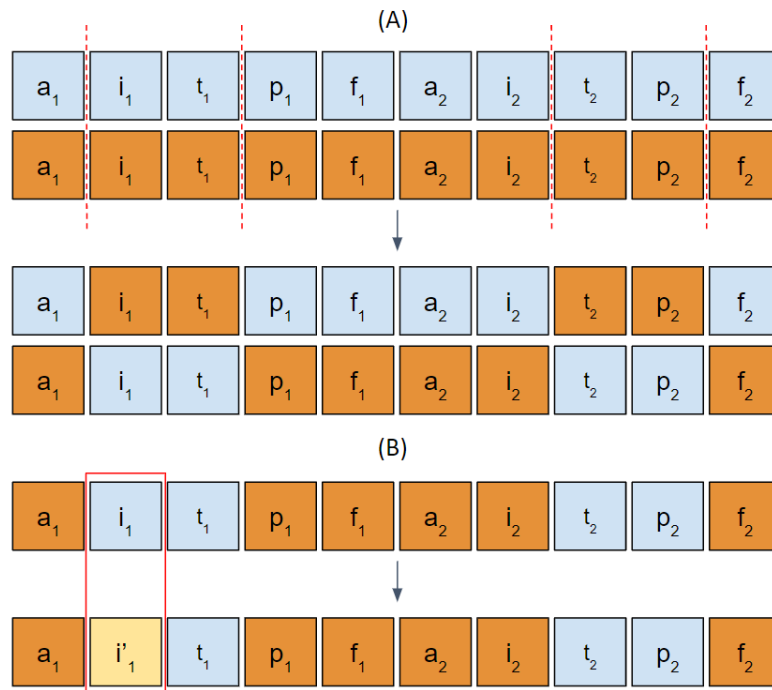 (A)
a₁ i₁ t₁ p₁ f₁ a₂ i₂ t₂ p₂ f₂
a₁ i₁ t₁ p₁ f₁ a₂ i₂ t₂ p₂ f₂
a₁ i₁ t₁ p₁ f₁ a₂ i₂ t₂ p₂ f₂
a₁ i₁ t₁ p₁ f₁ a₂ i₂ t₂ p₂ f₂
(B)
a₁ i₁ t₁ p₁ f₁ a₂ i₂ t₂ p₂ f₂
a₁ i’₁ t₁ p₁ f₁ a₂ i₂ t₂ p₂ f₂